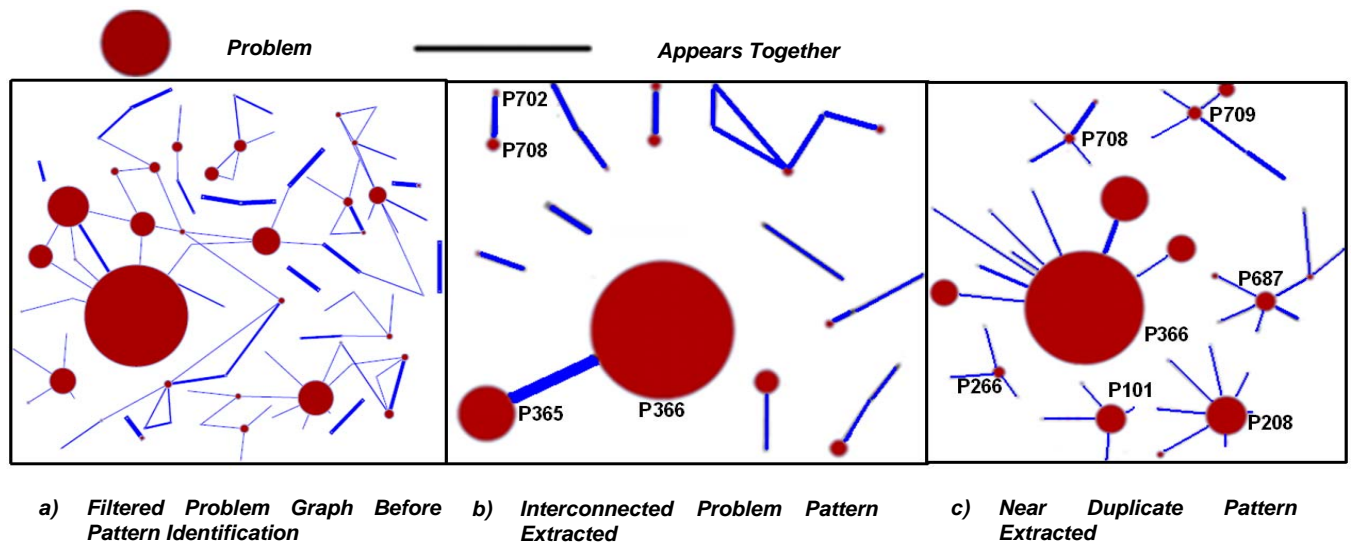 Problem
Appears Together
P702
P708
P365
P366
P708
P709
P687
P366
P266
P101
P208
a) Filtered Problem Graph Before
Pattern Identification
b) Interconnected Problem Pattern
Extracted
c) Near Duplicate Pattern
Extracted